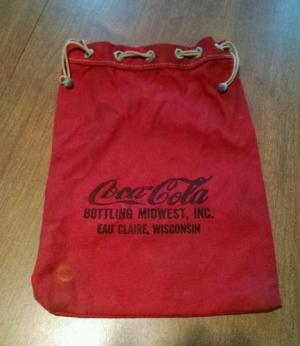 Coca-Cola
BOTTLING MIDWEST, INC.
EAU CLAIRE, WISCONSIN